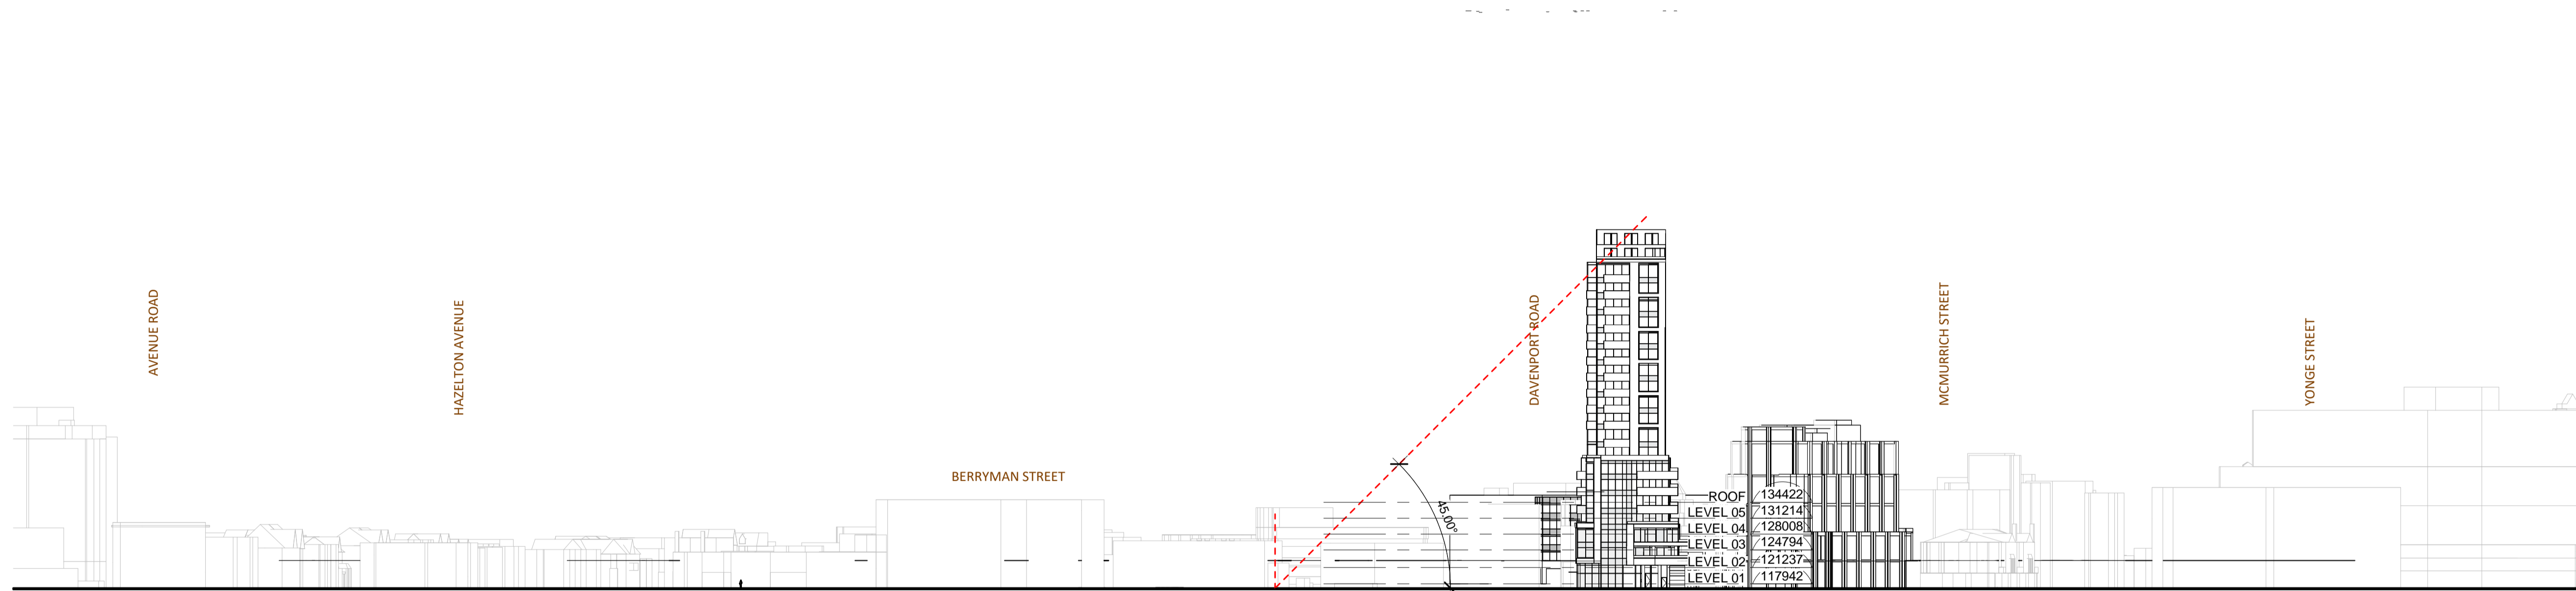 AVENUE ROAD
HAZELTON AVENUE
BERRYMAN STREET
DAVENPORT ROAD
MCMURRICH STREET
YONGE STREET
45.00°
ROOF 134422
LEVEL 05 131214
LEVEL 04 128008
LEVEL 03 124794
LEVEL 02 121237
LEVEL 01 117942